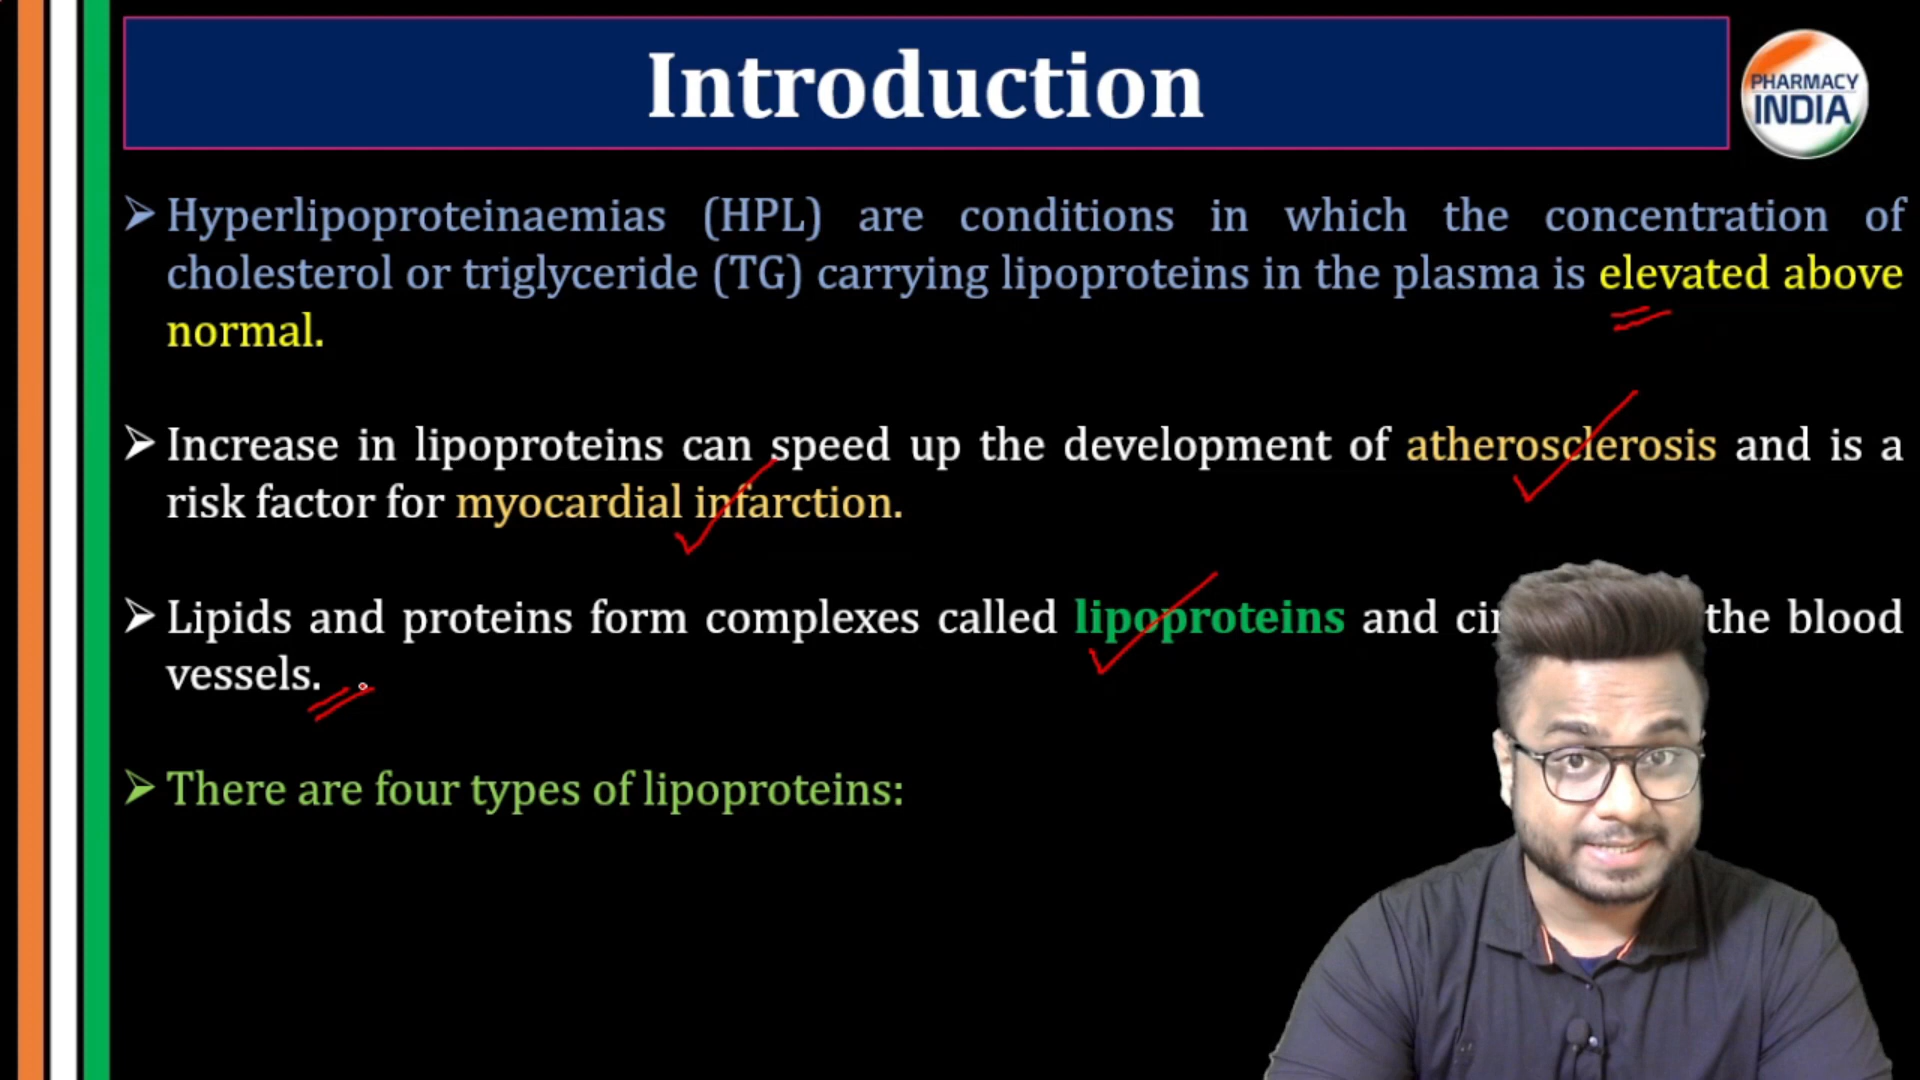 Introduction
PHARMACY
INDIA
➢ Hyperlipoproteinaemias (HPL) are conditions in which the concentration of
cholesterol or triglyceride (TG) carrying lipoproteins in the plasma is elevated above
normal.
➢ Increase in lipoproteins can speed up the development of atherosclerosis and is a
risk factor for myocardial infarction.
➢ Lipids and proteins form complexes called lipoproteins and the blood
vessels.
➢ There are four types of lipoproteins: